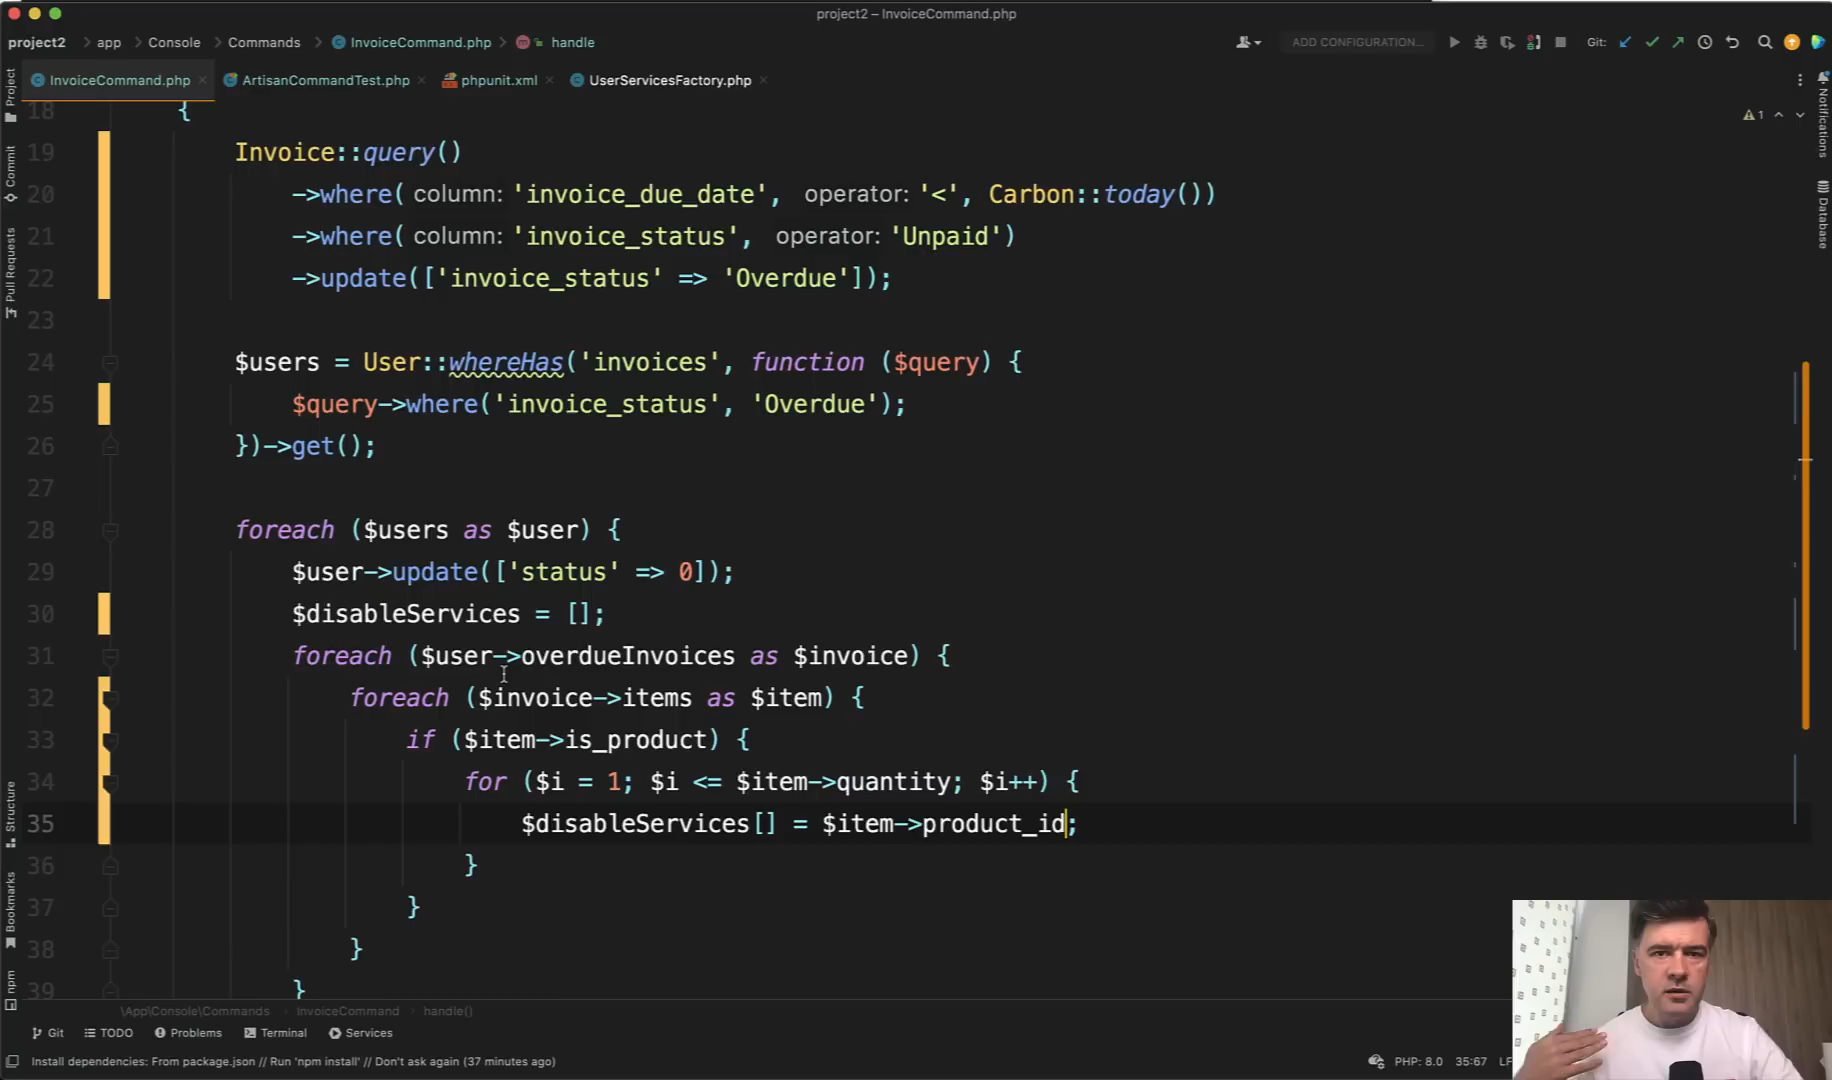 project2 – InvoiceCommand.php
project2 app Console Commands InvoiceCommand.php handle
ADD CONFIGURATION... Git:
InvoiceCommand.php ArtisanCommandTest.php phpunit.xml UserServicesFactory.php
Project
Commit
Pull Requests
Structure
Bookmarks
npm
Notifications
Database
1
18 {
19 Invoice::query()
20 ->where( column: 'invoice_due_date', operator: '<', Carbon::today())
21 ->where( column: 'invoice_status', operator: 'Unpaid')
22 ->update(['invoice_status' => 'Overdue']);
23
24 $users = User::whereHas('invoices', function ($query) {
25 $query->where('invoice_status', 'Overdue');
26 })->get();
27
28 foreach ($users as $user) {
29 $user->update(['status' => 0]);
30 $disableServices = [];
31 foreach ($user->overdueInvoices as $invoice) {
32 foreach ($invoice->items as $item) {
33 if ($item->is_product) {
34 for ($i = 1; $i <= $item->quantity; $i++) {
35 $disableServices[] = $item->product_id;
36 }
37 }
38 }
39 }
\App\Console\Commands InvoiceCommand handle()
Git TODO Problems Terminal Services
Install dependencies: From package.json // Run 'npm install' // Don't ask again (37 minutes ago)
PHP: 8.0 35:67